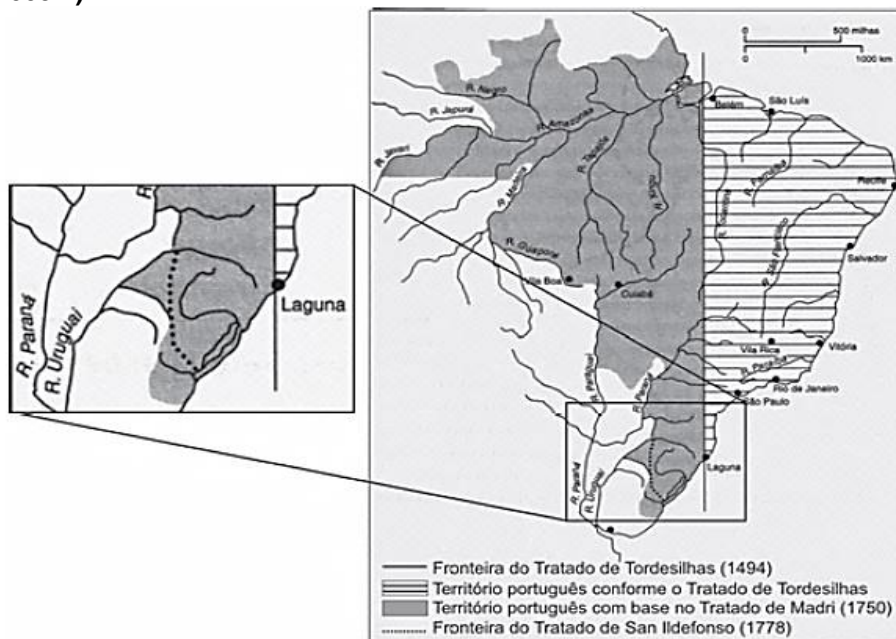 0 500 milhas
0 1000 km
R. Negro
R. Japurá
R. Amazonas
R. Javari
R. Madeira
R. Tapajós
R. Xingu
R. Tocantins
R. Parnaíba
R. São Francisco
R. Guaporé
Belém
São Luís
Recife
Salvador
Vila Boa
Cuiabá
Vila Rica
Vitória
R. Paraíba
Rio de Janeiro
São Paulo
R. Paraguai
R. Paraná
Laguna
R. Paraná
R. Uruguai
R.
Laguna
R. Paraná
R. Uruguai
Fronteira do Tratado de Tordesilhas (1494)
Território português conforme o Tratado de Tordesilhas
Território português com base no Tratado de Madri (1750)
Fronteira do Tratado de San Ildefonso (1778)